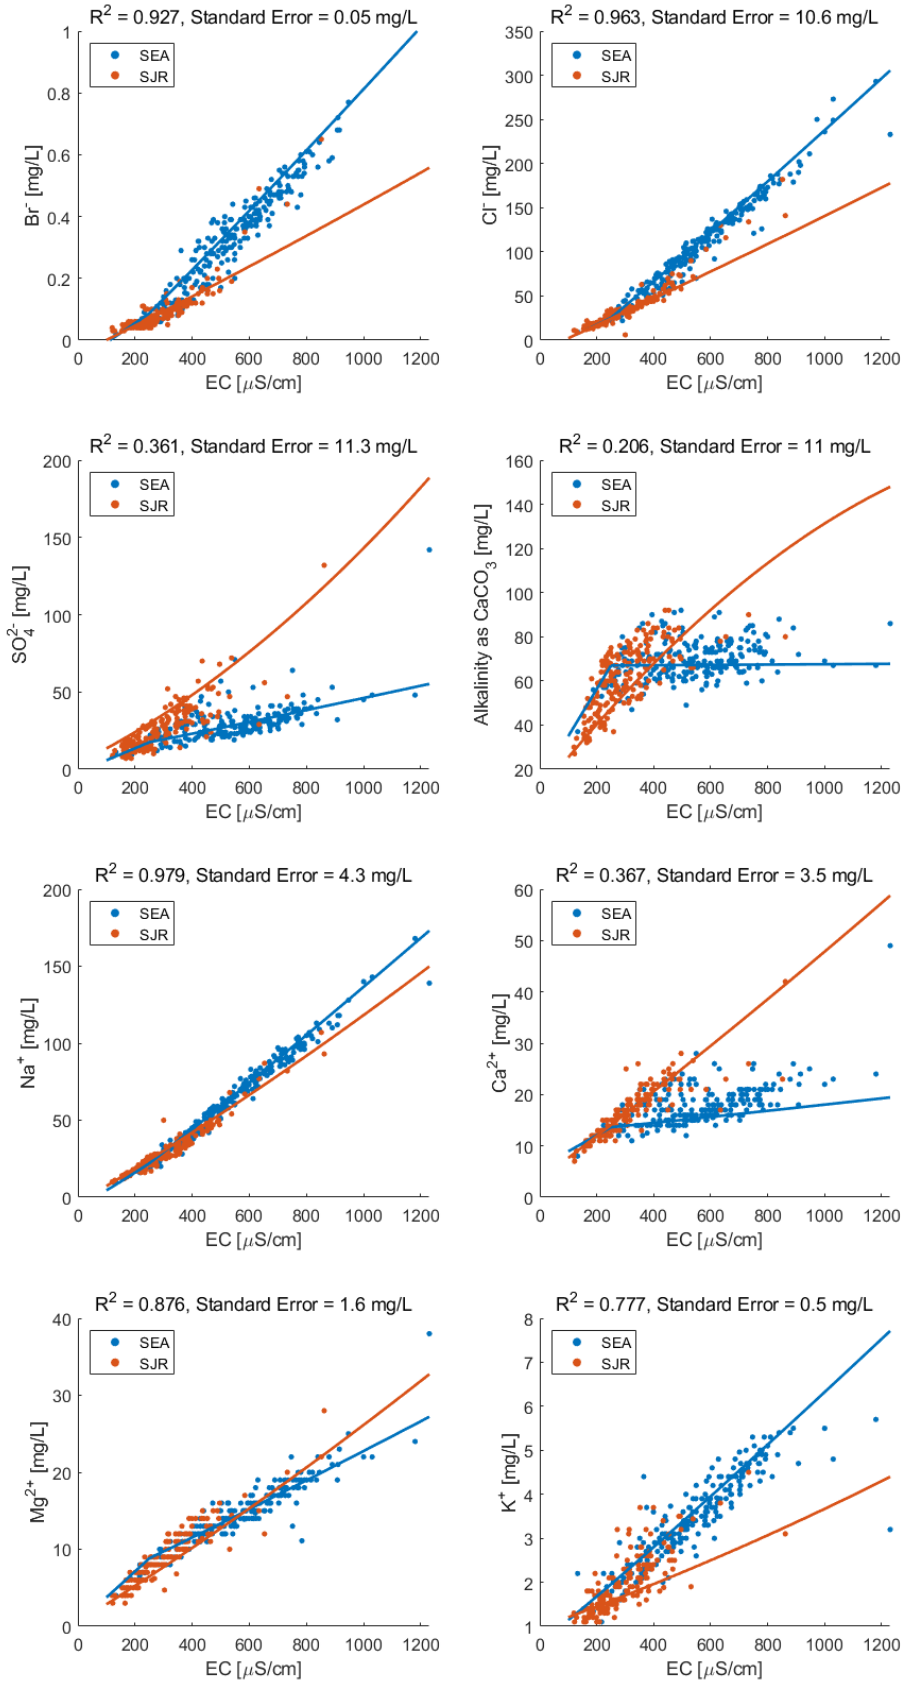 R² = 0.927, Standard Error = 0.05 mg/L
SEA
SJR
Br⁻ [mg/L]
1
0.8
0.6
0.4
0.2
0
0 200 400 600 800 1000 1200
EC [μS/cm]
R² = 0.963, Standard Error = 10.6 mg/L
SEA
SJR
Cl⁻ [mg/L]
350
300
250
200
150
100
50
0
0 200 400 600 800 1000 1200
EC [μS/cm]
R² = 0.361, Standard Error = 11.3 mg/L
SEA
SJR
SO₄²⁻ [mg/L]
200
150
100
50
0
0 200 400 600 800 1000 1200
EC [μS/cm]
R² = 0.206, Standard Error = 11 mg/L
SEA
SJR
Alkalinity as CaCO₃ [mg/L]
160
140
120
100
80
60
40
20
0 200 400 600 800 1000 1200
EC [μS/cm]
R² = 0.979, Standard Error = 4.3 mg/L
SEA
SJR
Na⁺ [mg/L]
200
150
100
50
0
0 200 400 600 800 1000 1200
EC [μS/cm]
R² = 0.367, Standard Error = 3.5 mg/L
SEA
SJR
Ca²⁺ [mg/L]
60
50
40
30
20
10
0
0 200 400 600 800 1000 1200
EC [μS/cm]
R² = 0.876, Standard Error = 1.6 mg/L
SEA
SJR
Mg²⁺ [mg/L]
40
30
20
10
0
0 200 400 600 800 1000 1200
EC [μS/cm]
R² = 0.777, Standard Error = 0.5 mg/L
SEA
SJR
K⁺ [mg/L]
8
7
6
5
4
3
2
1
0 200 400 600 800 1000 1200
EC [μS/cm]